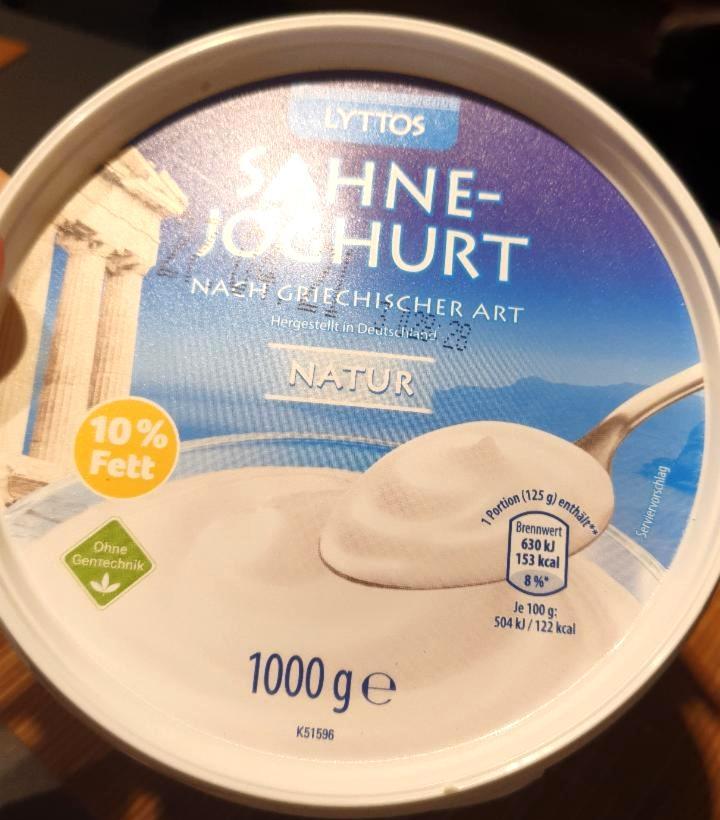 LYTTOS
SAHNE-
JOGHURT
NACH GRIECHISCHER ART
Hergestellt in Deutschland
NATUR
10%
Fett
Ohne
GenTechnik
1 Portion (125 g) enthält**
Brennwert
630 kJ
153 kcal
8 %*
Je 100 g:
504 kJ / 122 kcal
Serviervorschlag
1000 g e
K51596